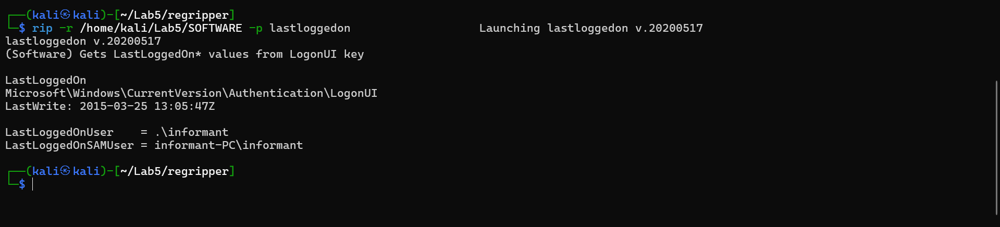 ┌──(kali㉿kali)-[~/Lab5/regripper]
└─$ rip -r /home/kali/Lab5/SOFTWARE -p lastloggedon                   Launching lastloggedon v.20200517
lastloggedon v.20200517
(Software) Gets LastLoggedOn* values from LogonUI key

LastLoggedOn
Microsoft\Windows\CurrentVersion\Authentication\LogonUI
LastWrite: 2015-03-25 13:05:47Z

LastLoggedOnUser    = .\informant
LastLoggedOnSAMUser = informant-PC\informant

┌──(kali㉿kali)-[~/Lab5/regripper]
└─$